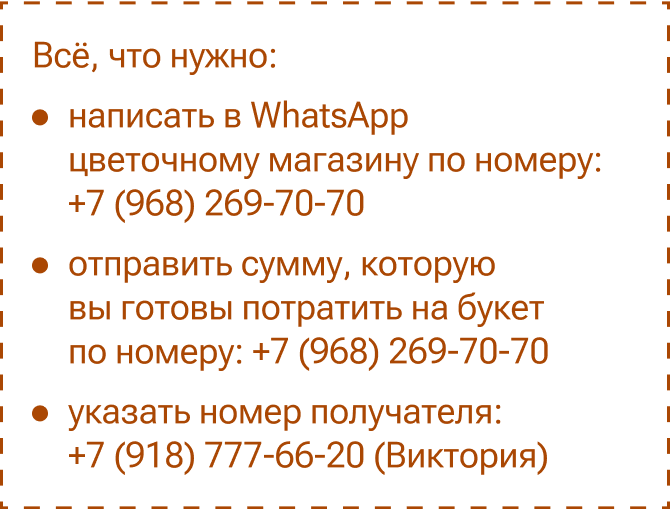 Всё, что нужно:
• написать в WhatsApp
цветочному магазину по номеру:
+7 (968) 269-70-70
• отправить сумму, которую
вы готовы потратить на букет
по номеру: +7 (968) 269-70-70
• указать номер получателя:
+7 (918) 777-66-20 (Виктория)